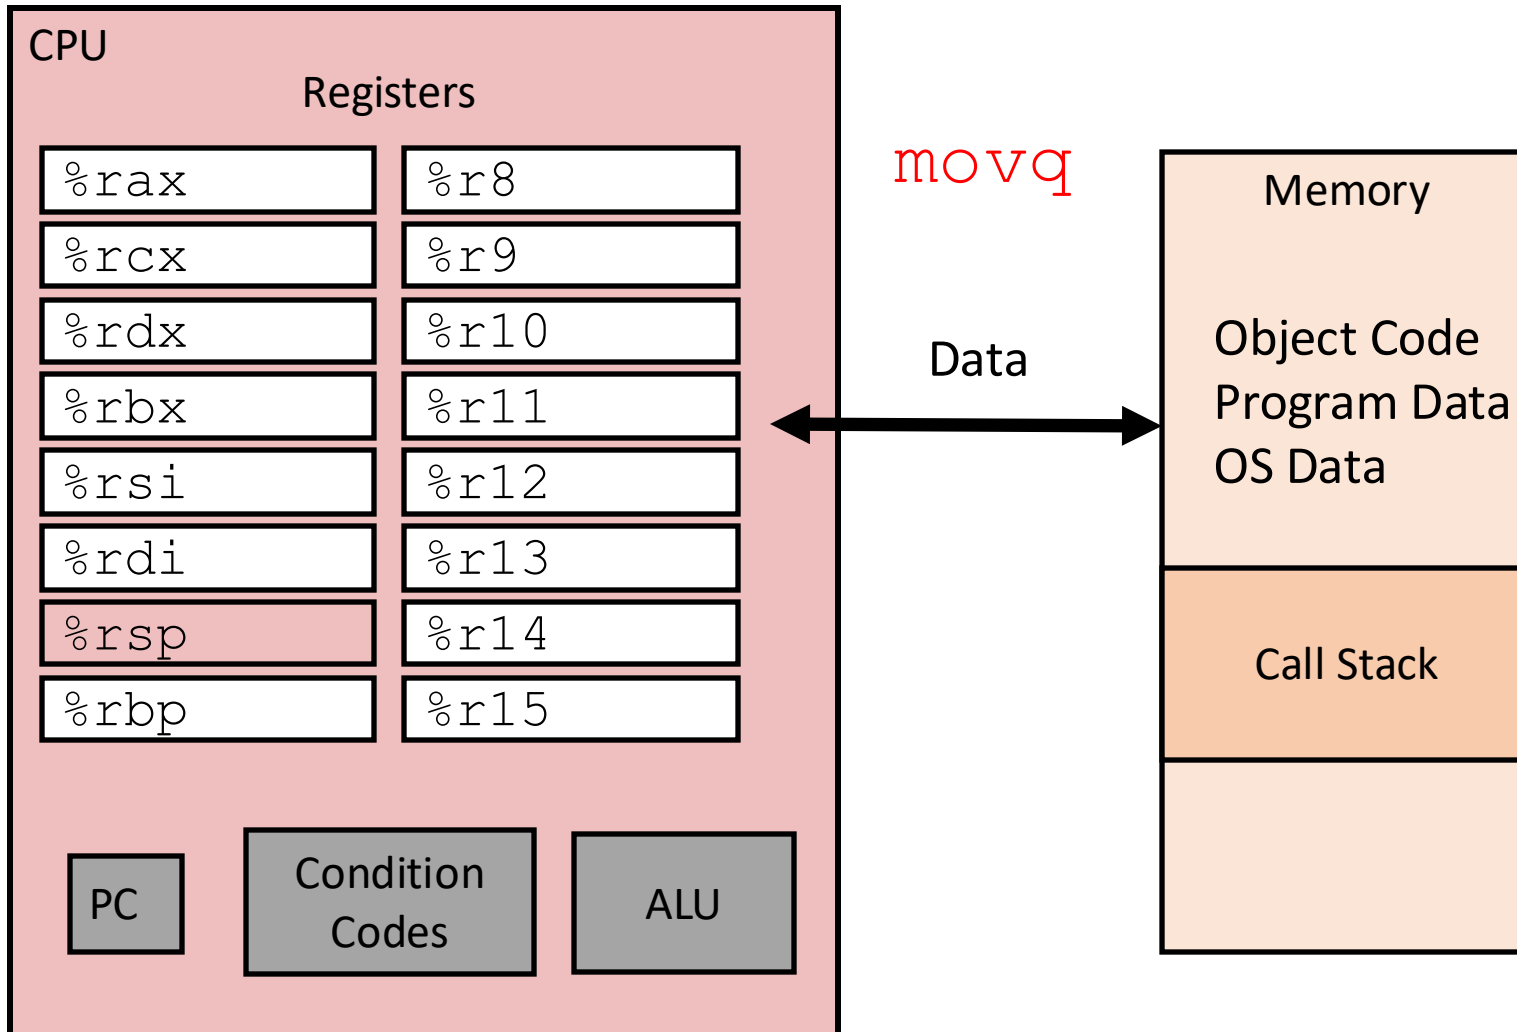 CPU
Registers
%rax
%r8
%rcx
%r9
%rdx
%r10
%rbx
%r11
%rsi
%r12
%rdi
%r13
%rsp
%r14
%rbp
%r15
PC
Condition
Codes
ALU
movq
Data
Memory
Object Code
Program Data
OS Data
Call Stack